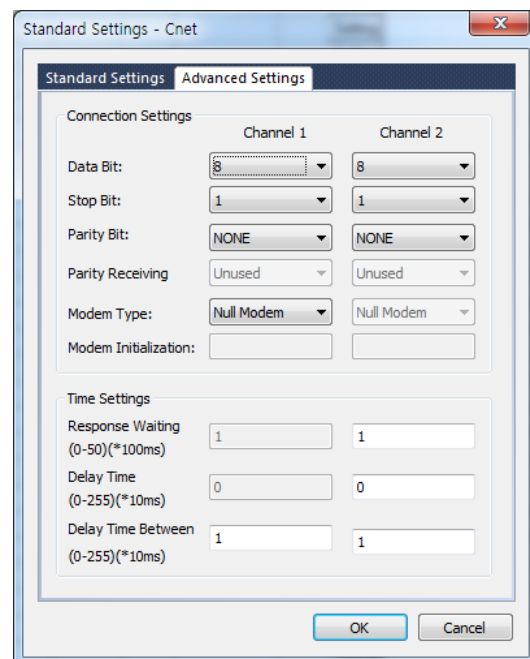 Standard Settings - Cnet
Standard Settings Advanced Settings
Connection Settings
Channel 1 Channel 2
Data Bit: 8 8
Stop Bit: 1 1
Parity Bit: NONE NONE
Parity Receiving Unused Unused
Modem Type: Null Modem Null Modem
Modem Initialization:
Time Settings
Response Waiting
(0-50)(*100ms) 1 1
Delay Time
(0-255)(*10ms) 0 0
Delay Time Between
(0-255)(*10ms) 1 1
OK Cancel